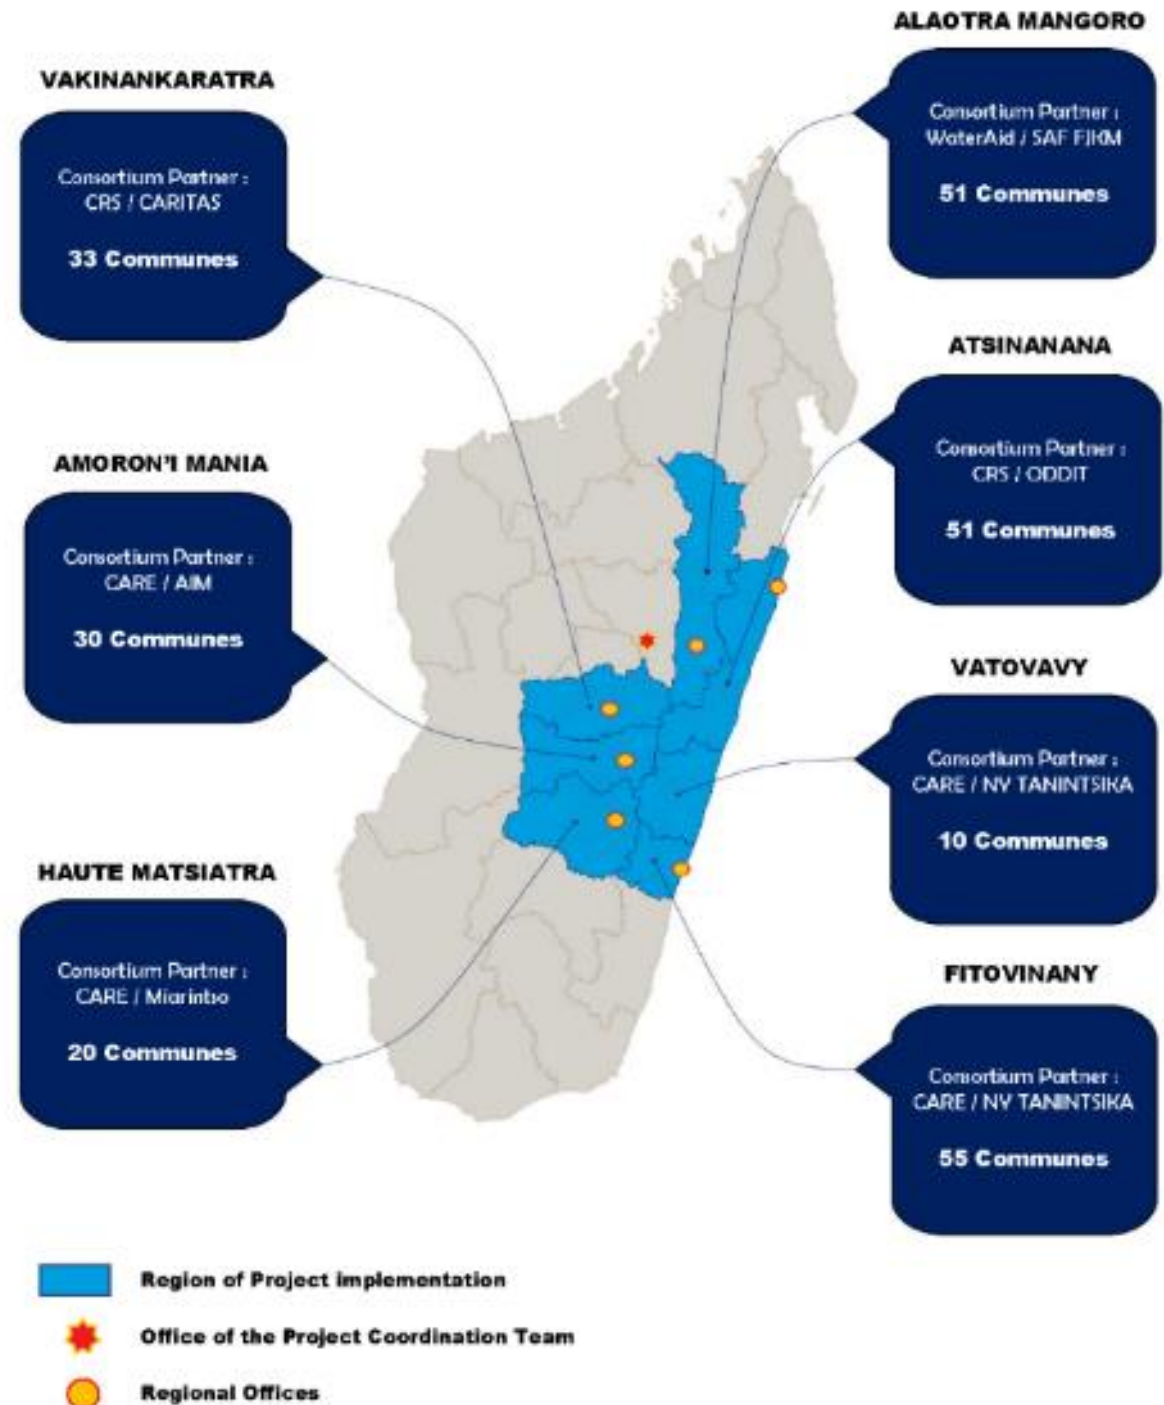 ALAOTRA MANGORO
Consortium Partner :
WaterAid / SAF FJKM
51 Communes
VAKINANKARATRA
Consortium Partner :
CRS / CARITAS
33 Communes
ATSINANANA
Consortium Partner :
CRS / ODDIT
51 Communes
AMORON'I MANIA
Consortium Partner :
CARE / AIM
30 Communes
VATOVAVY
Consortium Partner :
CARE / NY TANINTSIKA
10 Communes
HAUTE MATSIATRA
Consortium Partner :
CARE / Miarintso
20 Communes
FITOVINANY
Consortium Partner :
CARE / NY TANINTSIKA
55 Communes
Region of Project implementation
Office of the Project Coordination Team
Regional Offices